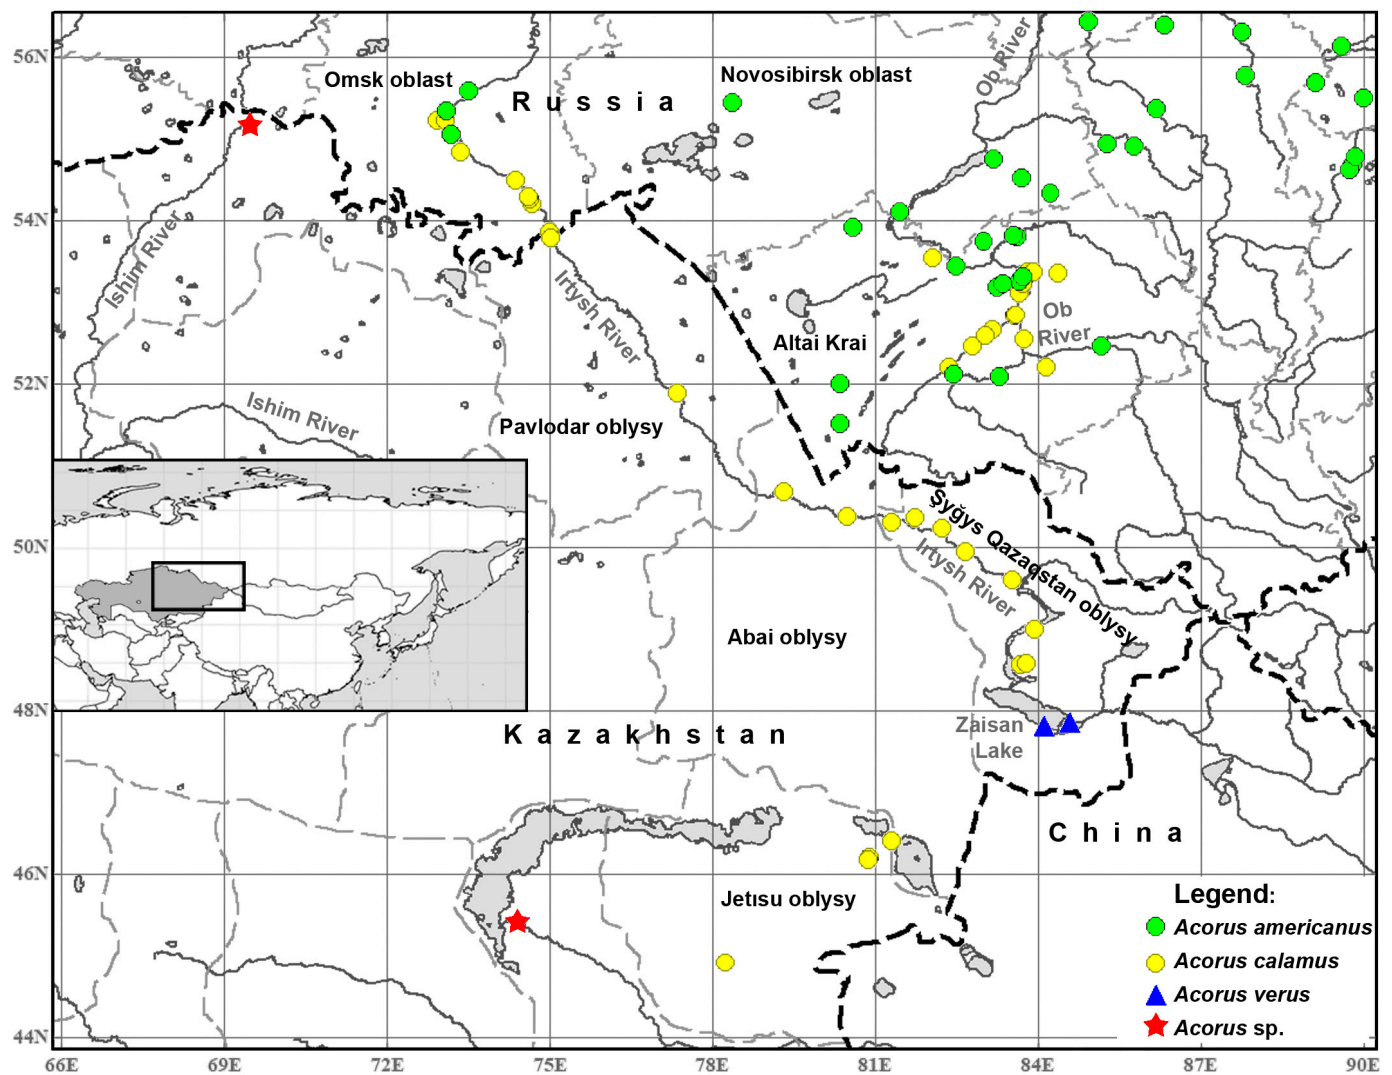 56N
54N
52N
50N
48N
46N
44N
66E
69E
72E
75E
78E
81E
84E
87E
90E
Omsk oblast
Russia
Novosibirsk oblast
Ob River
Ishim River
Irtysh River
Ob
River
Altai Krai
Ishim River
Pavlodar oblysy
Şyğys Qazaqstan oblysy
Irtysh River
Abai oblysy
Kazakhstan
Zaisan
Lake
China
Jetısu oblysy
Legend:
Acorus americanus
Acorus calamus
Acorus verus
Acorus sp.